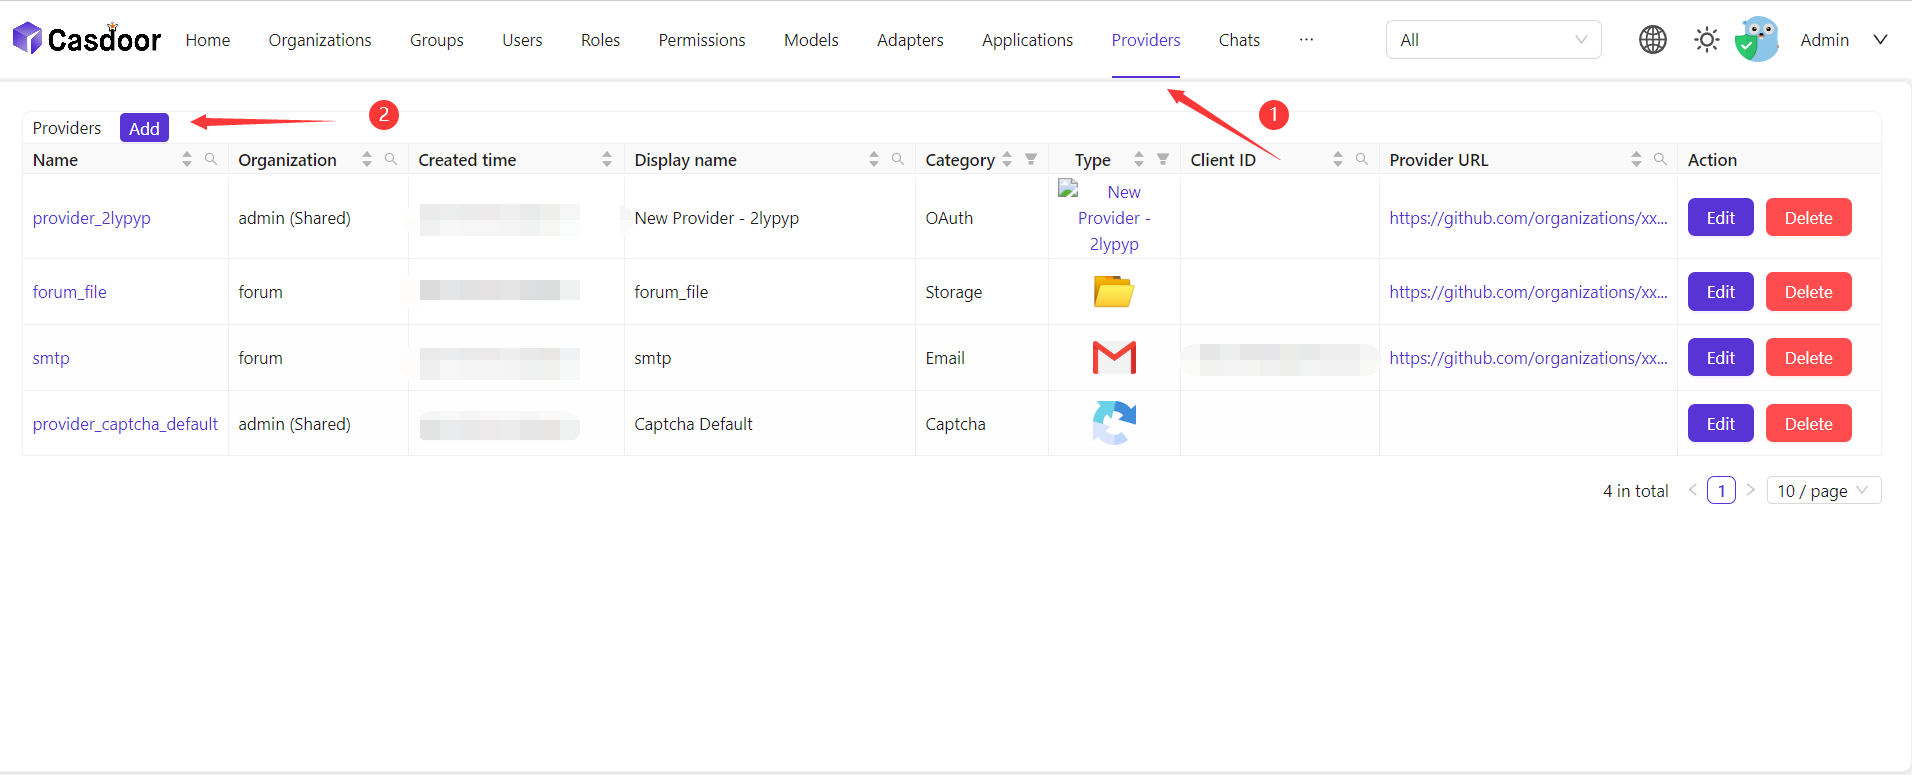 Casdoor Home Organizations Groups Users Roles Permissions Models Adapters Applications Providers Chats ··· All Admin
Providers Add 2 1
Name Organization Created time Display name Category Type Client ID Provider URL Action
provider_2lypyp admin (Shared) New Provider - 2lypyp OAuth New Provider - 2lypyp https://github.com/organizations/xx... Edit Delete
forum_file forum forum_file Storage https://github.com/organizations/xx... Edit Delete
smtp forum smtp Email https://github.com/organizations/xx... Edit Delete
provider_captcha_default admin (Shared) Captcha Default Captcha Edit Delete
4 in total 1 10 / page